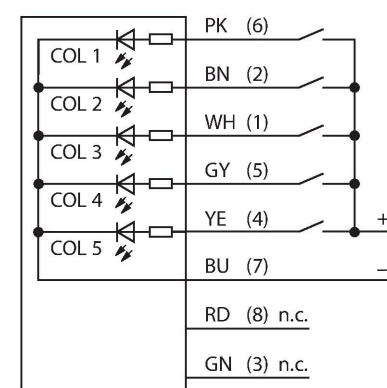 PK (6)
COL 1
BN (2)
COL 2
WH (1)
COL 3
GY (5)
COL 4
YE (4)
+
COL 5
BU (7)
–
RD (8) n.c.
GN (3) n.c.